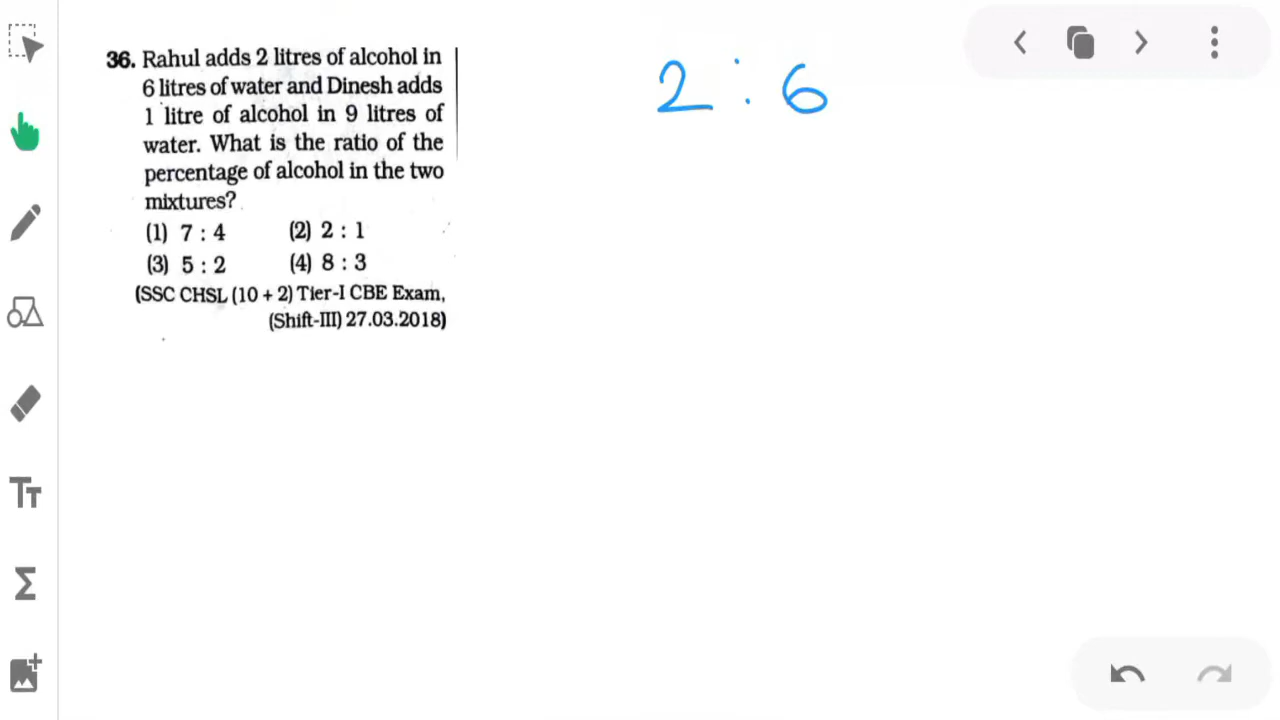 36. Rahul adds 2 litres of alcohol in
6 litres of water and Dinesh adds
1 litre of alcohol in 9 litres of
water. What is the ratio of the
percentage of alcohol in the two
mixtures?
(1) 7 : 4 (2) 2 : 1
(3) 5 : 2 (4) 8 : 3
(SSC CHSL (10 + 2) Tier-I CBE Exam,
(Shift-III) 27.03.2018)
2 : 6
TT
Σ